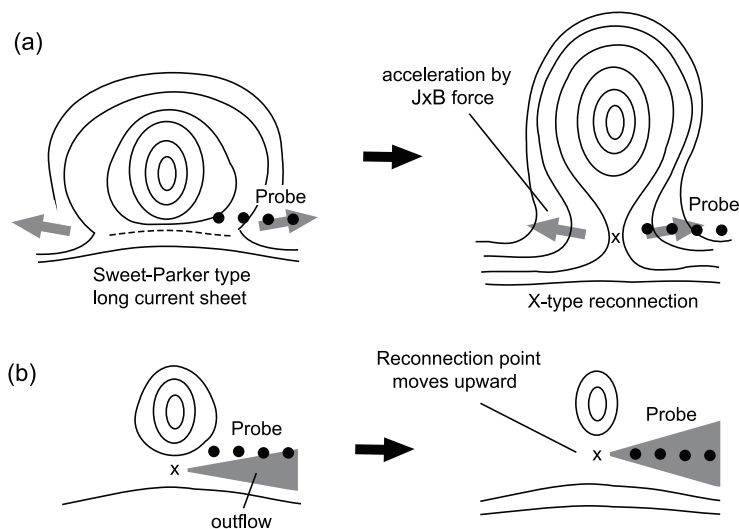 (a)
acceleration by
JxB force
Probe
Probe
x
Sweet-Parker type
long current sheet
X-type reconnection
(b)
Reconnection point
moves upward
Probe
Probe
x
x
outflow